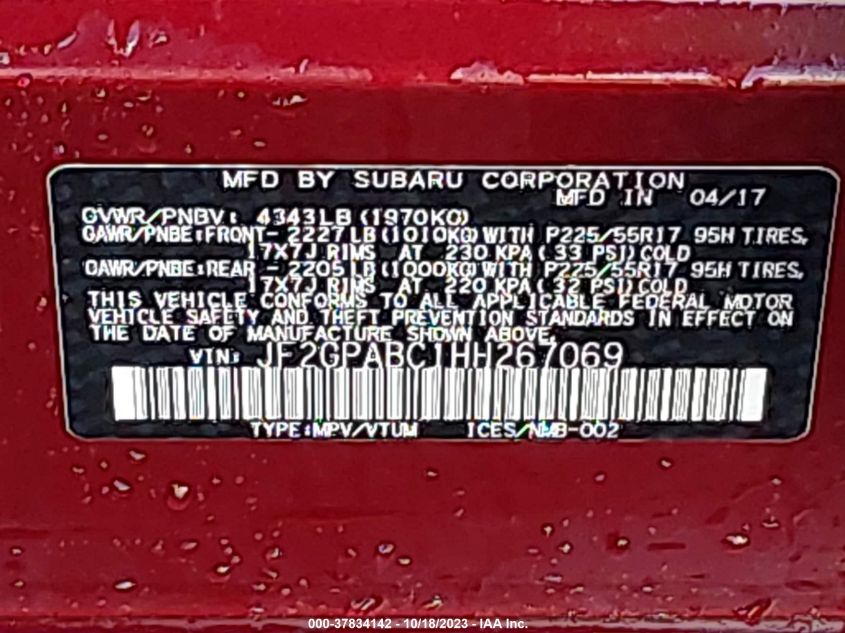 MFD BY SUBARU CORPORATION
MFD IN 04/17
GVWR/PNBV: 4343LB(1970KG)
GAWR/PNBE:FRONT- 2227LB(1010KG)WITH P225/55R17 95H TIRES,
17X7J RIMS AT 230 KPA(33 PSI)COLD
GAWR/PNBE:REAR - 2205LB(1000KG)WITH P225/55R17 95H TIRES,
17X7J RIMS AT 220 KPA(32 PSI)COLD
THIS VEHICLE CONFORMS TO ALL APPLICABLE FEDERAL MOTOR
VEHICLE SAFETY AND THEFT PREVENTION STANDARDS IN EFFECT ON
THE DATE OF MANUFACTURE SHOWN ABOVE.
VIN: JF2GPABC1HH267069
TYPE:MPV/VTUM ICES/NMB-002
000-37834142 - 10/18/2023 - IAA Inc.